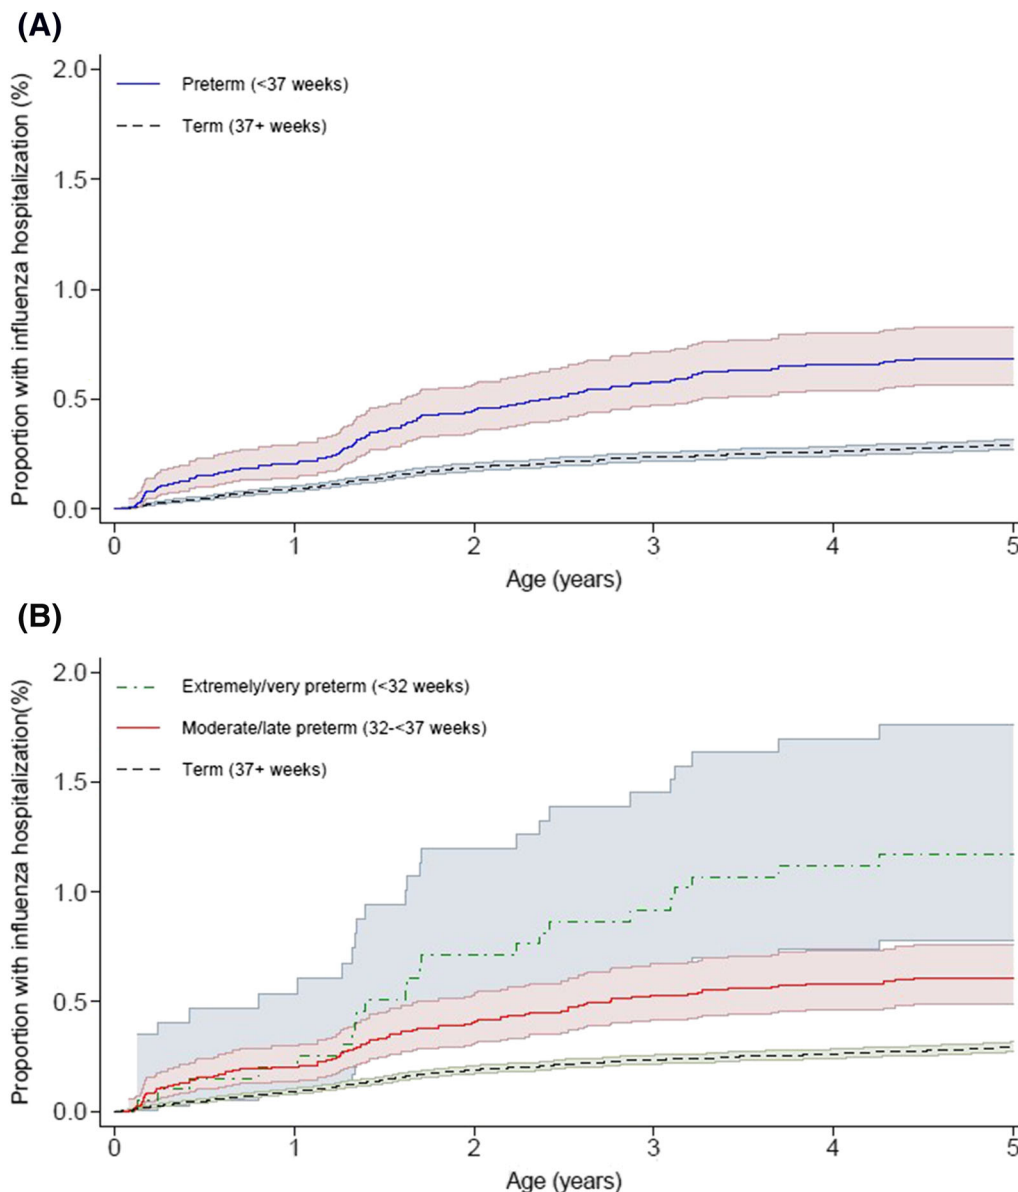 (A)
Proportion with influenza hospitalization (%)
2.0
1.5
1.0
0.5
0.0
Preterm (<37 weeks)
Term (37+ weeks)
0 1 2 3 4 5
Age (years)
(B)
Proportion with influenza hospitalization(%)
2.0
1.5
1.0
0.5
0.0
Extremely/very preterm (<32 weeks)
Moderate/late preterm (32-<37 weeks)
Term (37+ weeks)
0 1 2 3 4 5
Age (years)